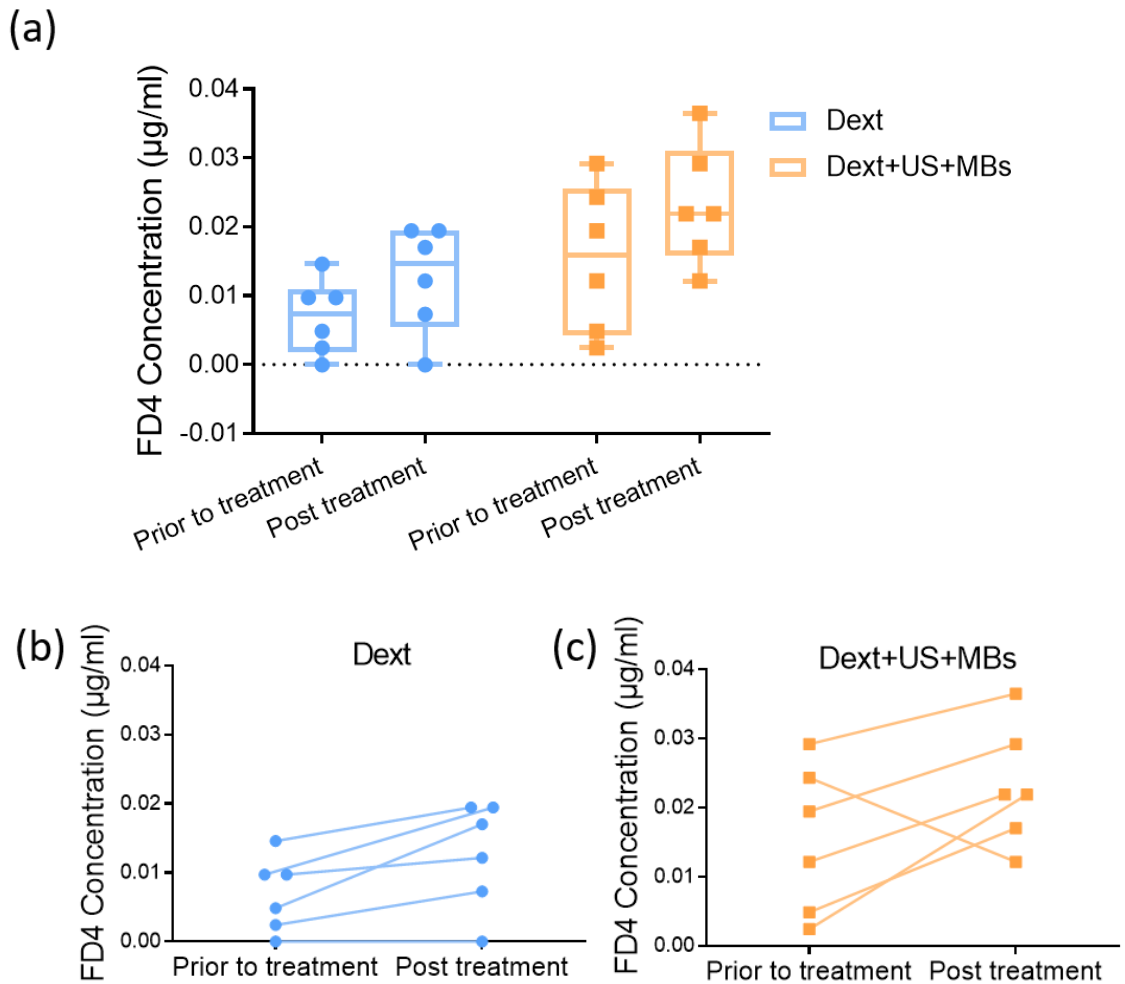 (a)
FD4 Concentration (µg/ml)
0.04
0.03
0.02
0.01
0.00
-0.01
Prior to treatment
Post treatment
Prior to treatment
Post treatment
Dext
Dext+US+MBs
(b)
Dext
FD4 Concentration (µg/ml)
0.04
0.03
0.02
0.01
0.00
Prior to treatment
Post treatment
(c)
Dext+US+MBs
FD4 Concentration (µg/ml)
0.04
0.03
0.02
0.01
0.00
Prior to treatment
Post treatment